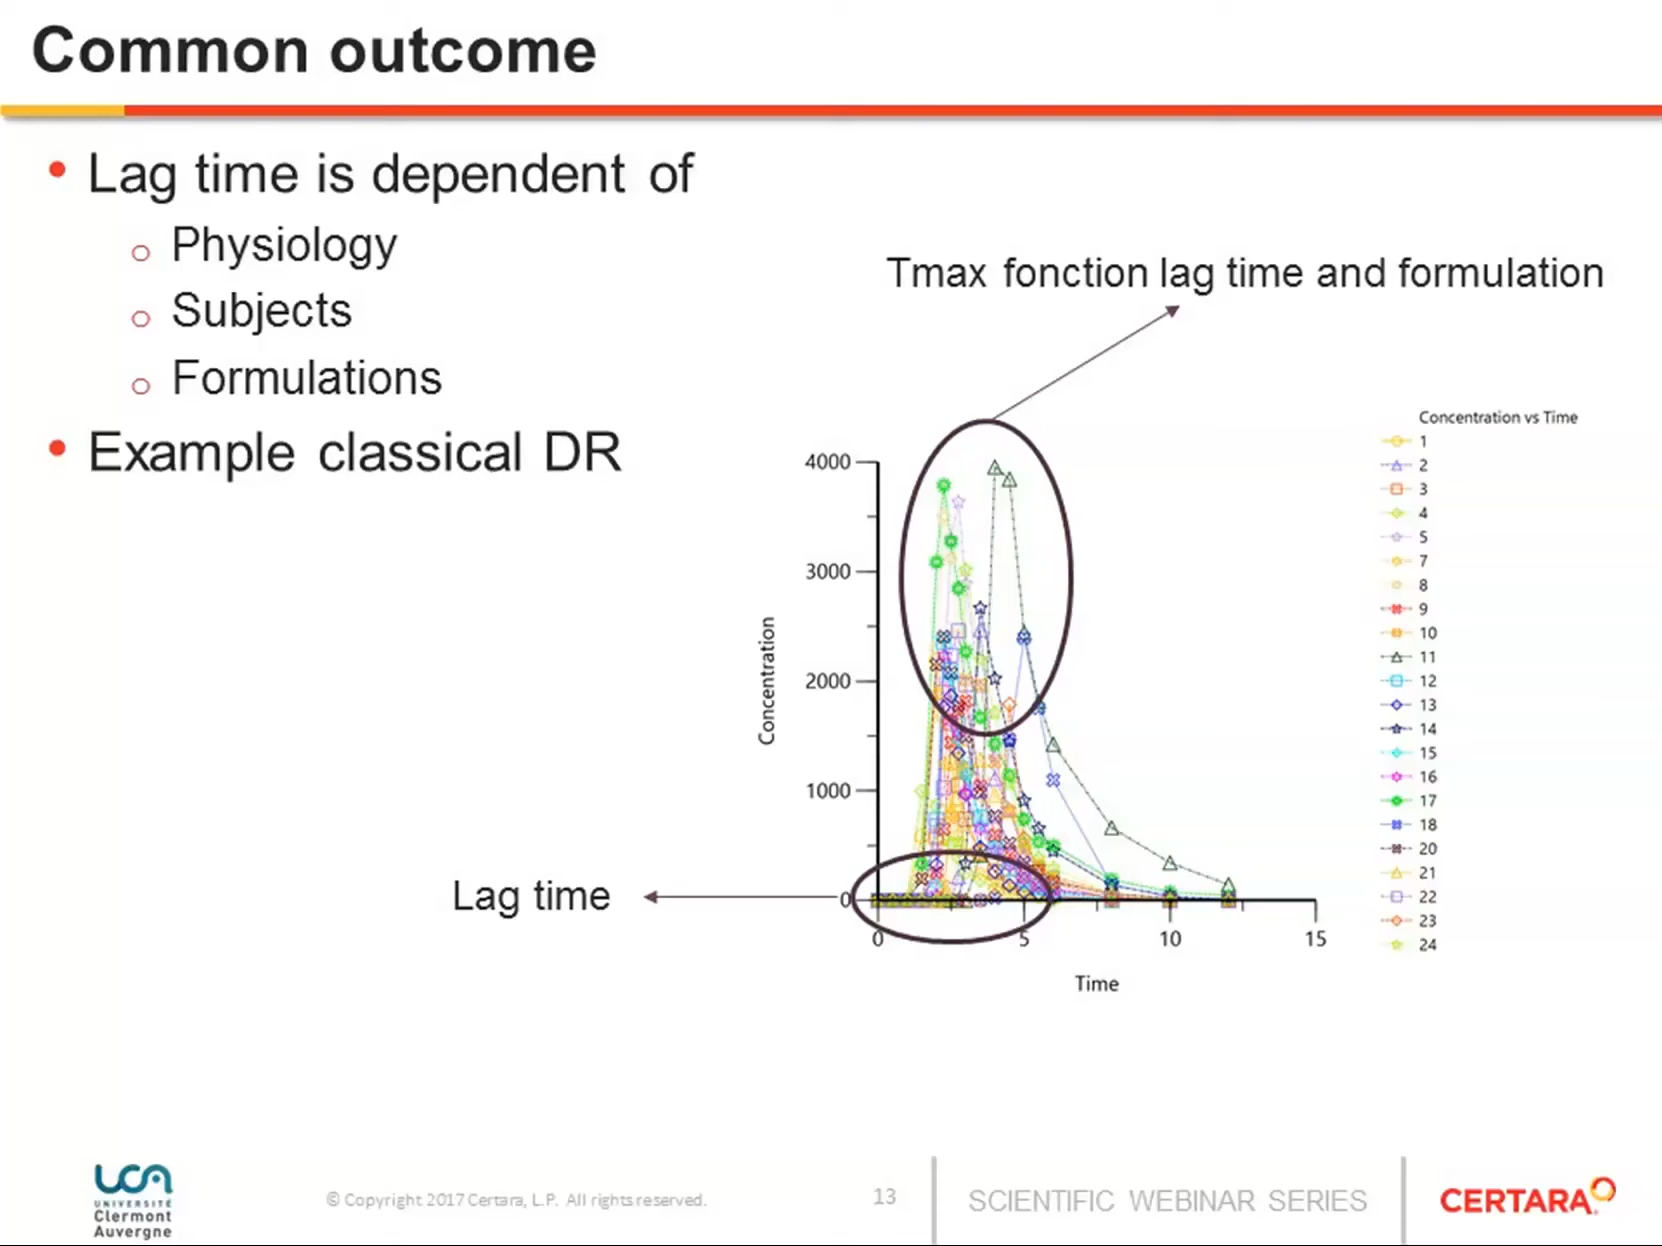 Common outcome
• Lag time is dependent of
o Physiology
o Subjects
o Formulations
• Example classical DR
Tmax fonction lag time and formulation
Lag time
Concentration
4000
3000
2000
1000
0
0
5
10
15
Time
Concentration vs Time
1
2
3
4
5
7
8
9
10
11
12
13
14
15
16
17
18
20
21
22
23
24
UCA
UNIVERSITÉ
Clermont
Auvergne
© Copyright 2017 Certara, L.P. All rights reserved.
13
SCIENTIFIC WEBINAR SERIES
CERTARA